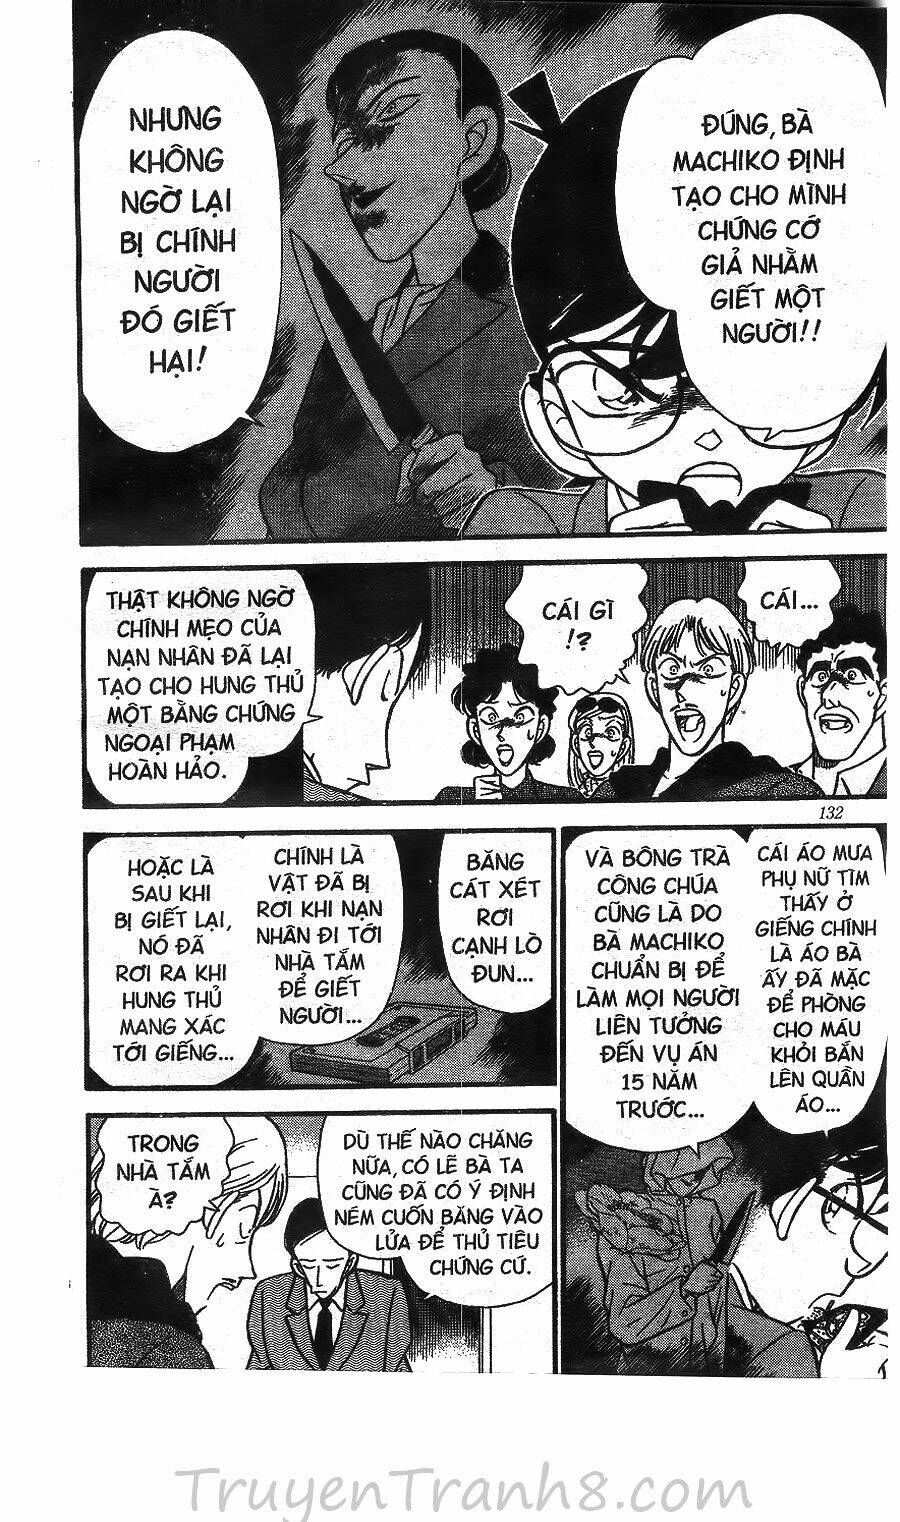 ĐÚNG, BÀ
MACHIKO ĐỊNH
TẠO CHO MÌNH
CHỨNG CỚ
GIẢ NHẰM
GIẾT MỘT
NGƯỜI!!
NHƯNG
KHÔNG
NGỜ LẠI
BỊ CHÍNH
NGƯỜI
ĐÓ GIẾT
HẠI!
CÁI...
CÁI GÌ
!?
THẬT KHÔNG NGỜ
CHÍNH MẸO CỦA
NẠN NHÂN ĐÃ LẠI
TẠO CHO HUNG THỦ
MỘT BẰNG CHỨNG
NGOẠI PHẠM
HOÀN HẢO.
132
CÁI ÁO MƯA
PHỤ NỮ TÌM
THẤY Ở
GIẾNG CHÍNH
LÀ ÁO BÀ
ẤY ĐÃ MẶC
ĐỂ PHÒNG
CHO MÁU
KHỎI BẮN
LÊN QUẦN
ÁO...
VÀ BÔNG TRÀ
CÔNG CHÚA
CŨNG LÀ DO
BÀ MACHIKO
CHUẨN BỊ ĐỂ
LÀM MỌI NGƯỜI
LIÊN TƯỞNG
ĐẾN VỤ ÁN
15 NĂM
TRƯỚC...
BĂNG
CÁT XÉT
RƠI
CẠNH LÒ
ĐUN...
CHÍNH LÀ
VẬT ĐÃ BỊ
RƠI KHI NẠN
NHÂN ĐI TỚI
NHÀ TẮM
ĐỂ GIẾT
NGƯỜI...
HOẶC LÀ
SAU KHI
BỊ GIẾT LẠI,
NÓ ĐÃ
RƠI RA KHI
HUNG THỦ
MANG XÁC
TỚI GIẾNG...
DÙ THẾ NÀO CHĂNG
NỮA, CÓ LẼ BÀ TA
CŨNG ĐÃ CÓ Ý ĐỊNH
NÉM CUỐN BĂNG VÀO
LỬA ĐỂ THỦ TIÊU
CHỨNG CỨ.
TRONG
NHÀ TẮM
À?
TruyenTranh8.com